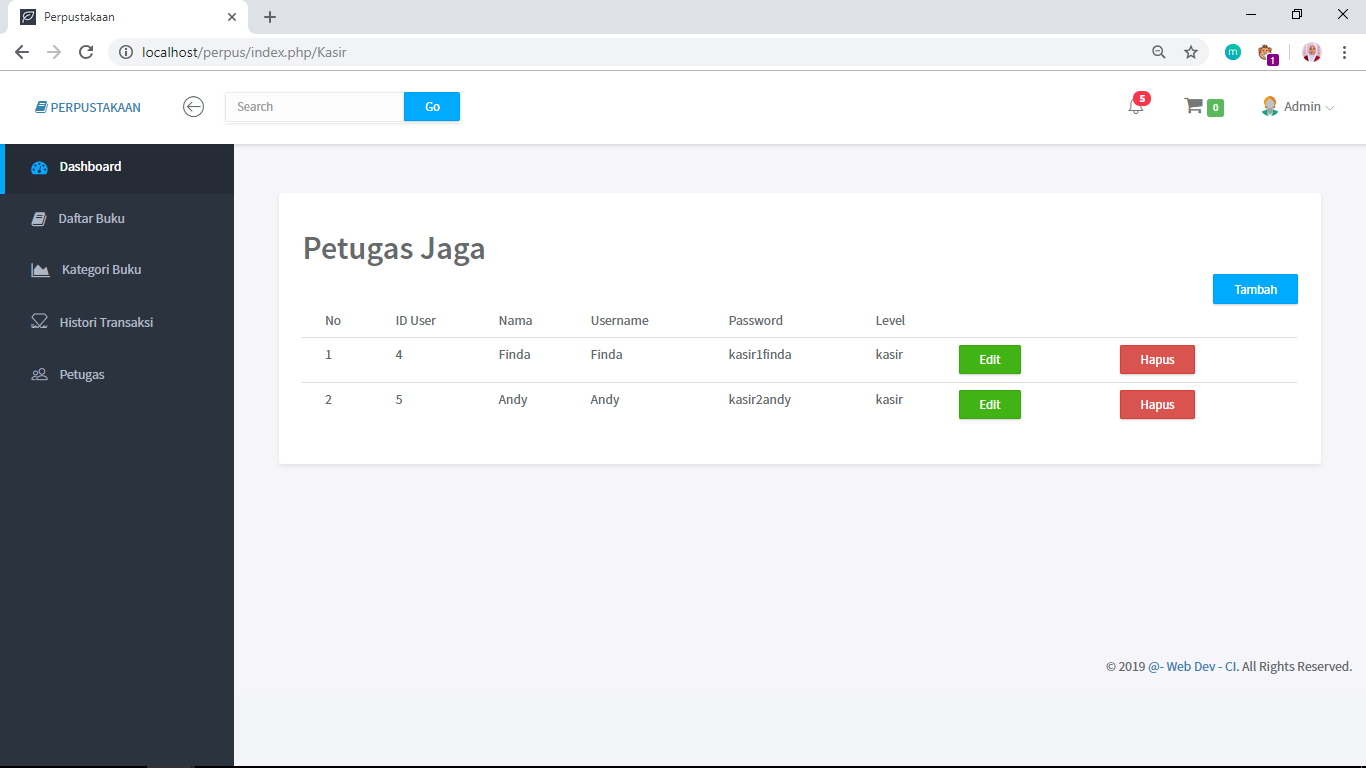 Perpustakaan
localhost/perpus/index.php/Kasir
m
1
PERPUSTAKAAN
Search
Go
5
0
Admin
Dashboard
Daftar Buku
Kategori Buku
Histori Transaksi
Petugas
Petugas Jaga
Tambah
No ID User Nama Username Password Level
1 4 Finda Finda kasir1finda kasir Edit Hapus
2 5 Andy Andy kasir2andy kasir Edit Hapus
© 2019 @- Web Dev - CI. All Rights Reserved.